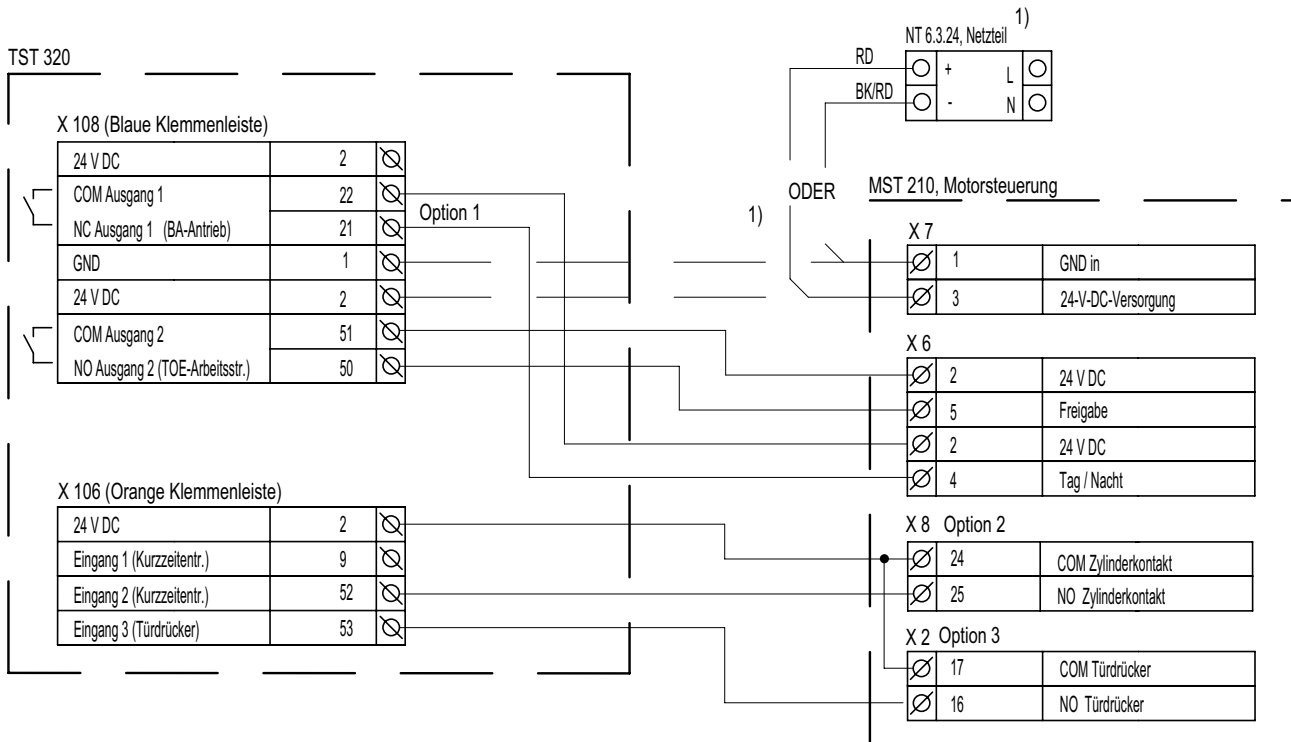 NT 6.3.24, Netzteil 1)
TST 320
RD + L
BK/RD - N
X 108 (Blaue Klemmenleiste)
24 V DC 2
COM Ausgang 1 22
NC Ausgang 1 (BA-Antrieb) 21
GND 1
24 V DC 2
COM Ausgang 2 51
NO Ausgang 2 (TOE-Arbeitsstr.) 50
Option 1
ODER
1)
MST 210, Motorsteuerung
X 7
1 GND in
3 24-V-DC-Versorgung
X 6
2 24 V DC
5 Freigabe
2 24 V DC
4 Tag / Nacht
X 106 (Orange Klemmenleiste)
24 V DC 2
Eingang 1 (Kurzzeitentr.) 9
Eingang 2 (Kurzzeitentr.) 52
Eingang 3 (Türdrücker) 53
X 8 Option 2
24 COM Zylinderkontakt
25 NO Zylinderkontakt
X 2 Option 3
17 COM Türdrücker
16 NO Türdrücker